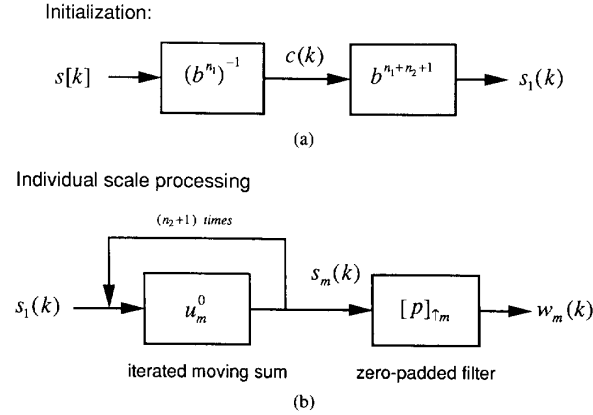 Initialization:
s[k] (b^{n_1})^{-1} c(k) b^{n_1+n_2+1} s_1(k)
(a)
Individual scale processing
(n_2+1) times
s_1(k) u_m^0 s_m(k) [p]_{↑m} w_m(k)
iterated moving sum zero-padded filter
(b)